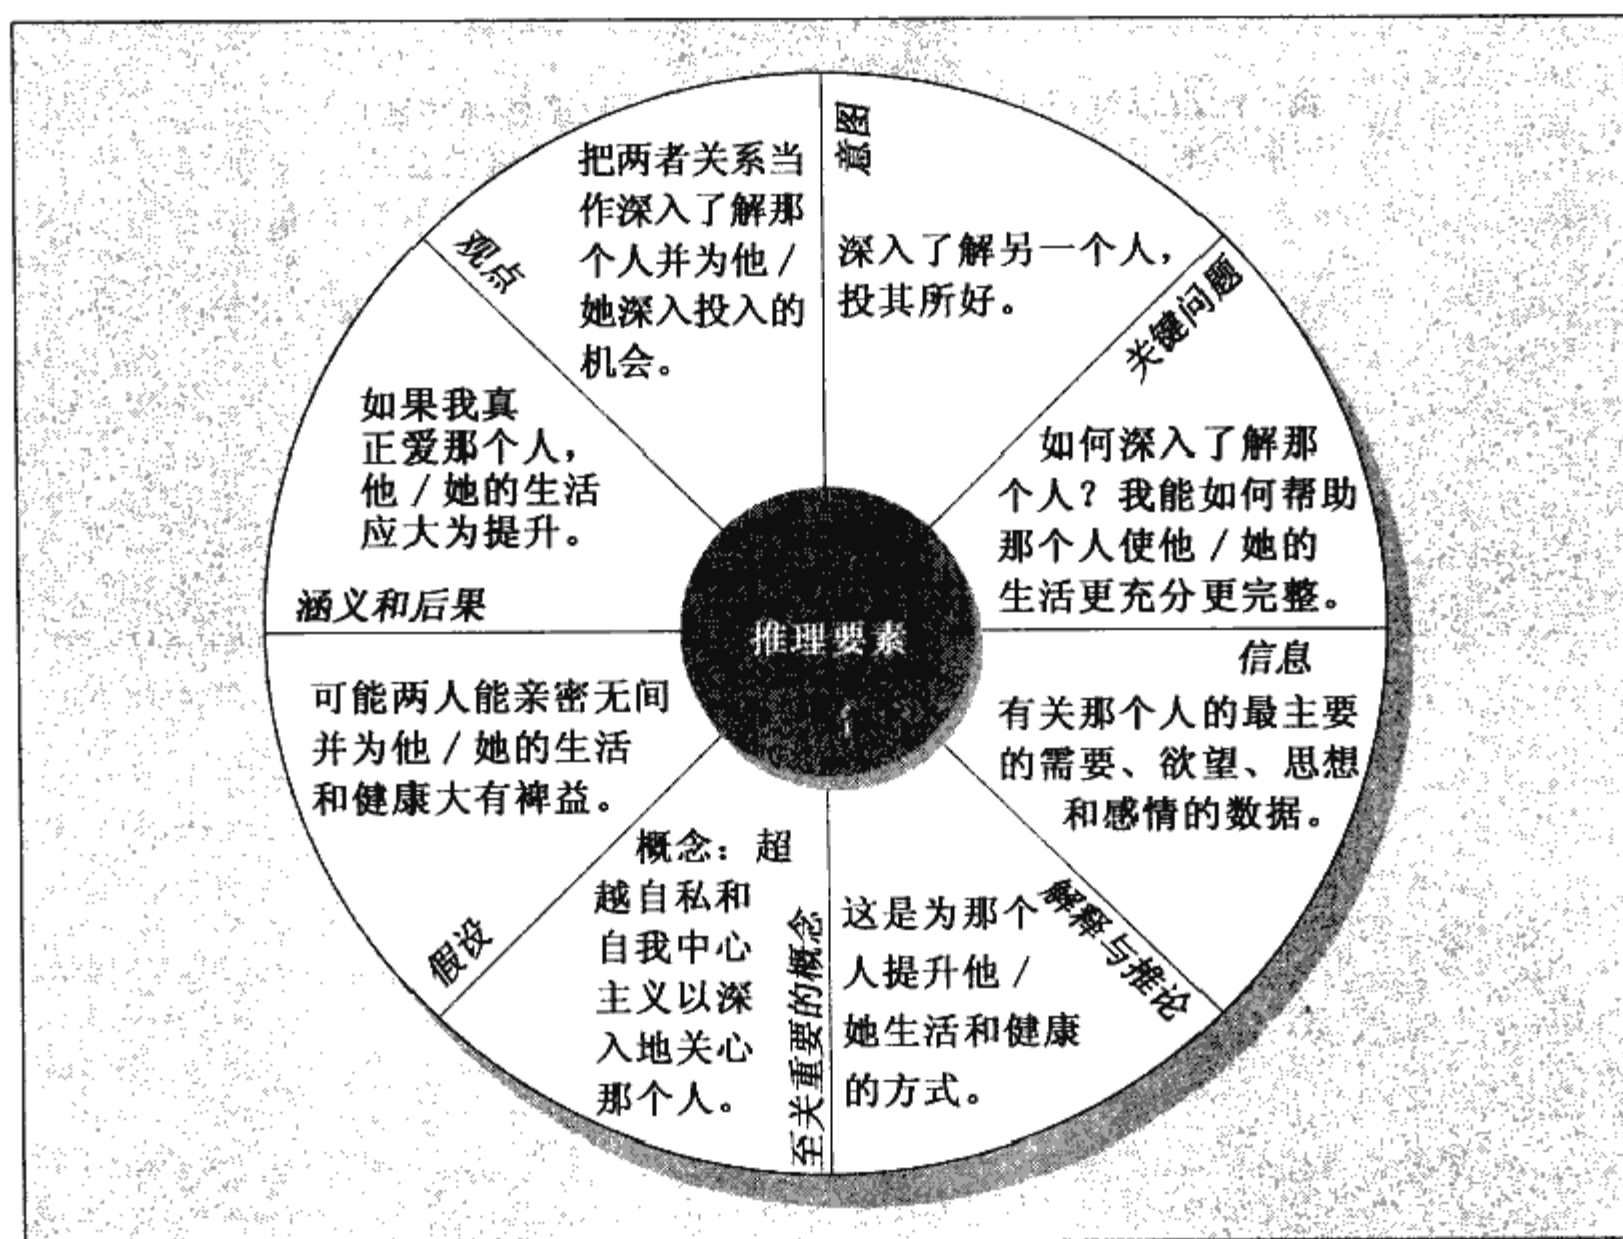 意图
深入了解另一个人，
投其所好。
关键问题
如何深入了解那
个人？我能如何帮助
那个人使他／她的
生活更充分更完整。
信息
有关那个人的最主要
的需要、欲望、思想
和感情的数据。
解释与推论
这是为那个
人提升他／
她生活和健康
的方式。
至关重要的概念
概念：超
越自私和
自我中心
主义以深
入地关心
那个人。
假设
可能两人能亲密无间
并为他／她的生活
和健康大有裨益。
涵义和后果
如果我真
正爱那个人，
他／她的生活
应大为提升。
观点
把两者关系当
作深入了解那
个人并为他／
她深入投入的
机会。
推理要素